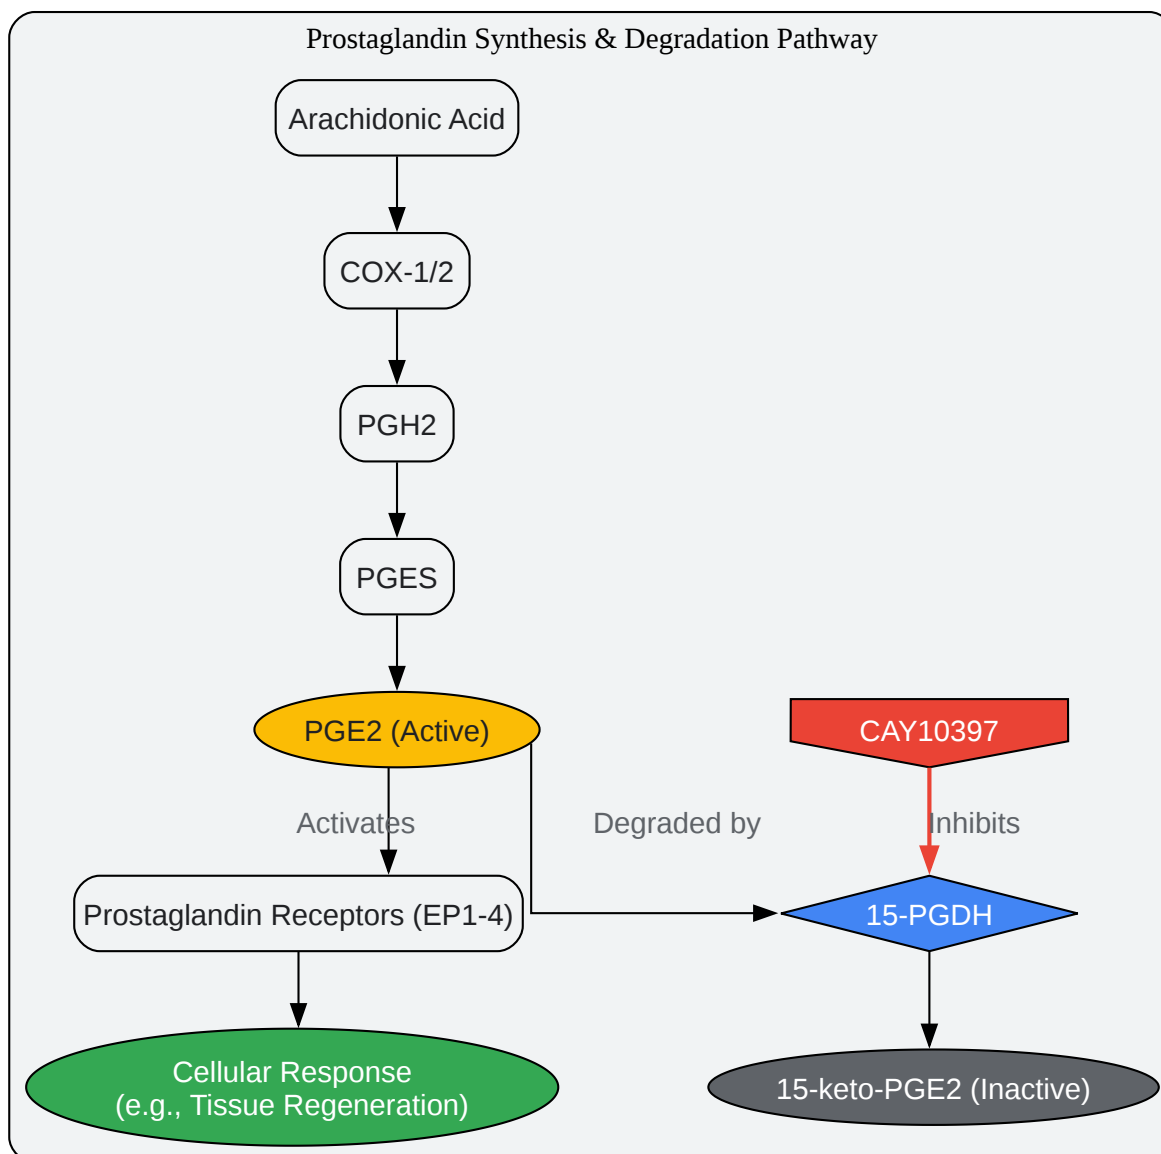 Prostaglandin Synthesis & Degradation Pathway
Arachidonic Acid
COX-1/2
PGH2
PGES
PGE2 (Active)
CAY10397
Activates
Degraded by
Inhibits
Prostaglandin Receptors (EP1-4)
15-PGDH
Cellular Response
(e.g., Tissue Regeneration)
15-keto-PGE2 (Inactive)